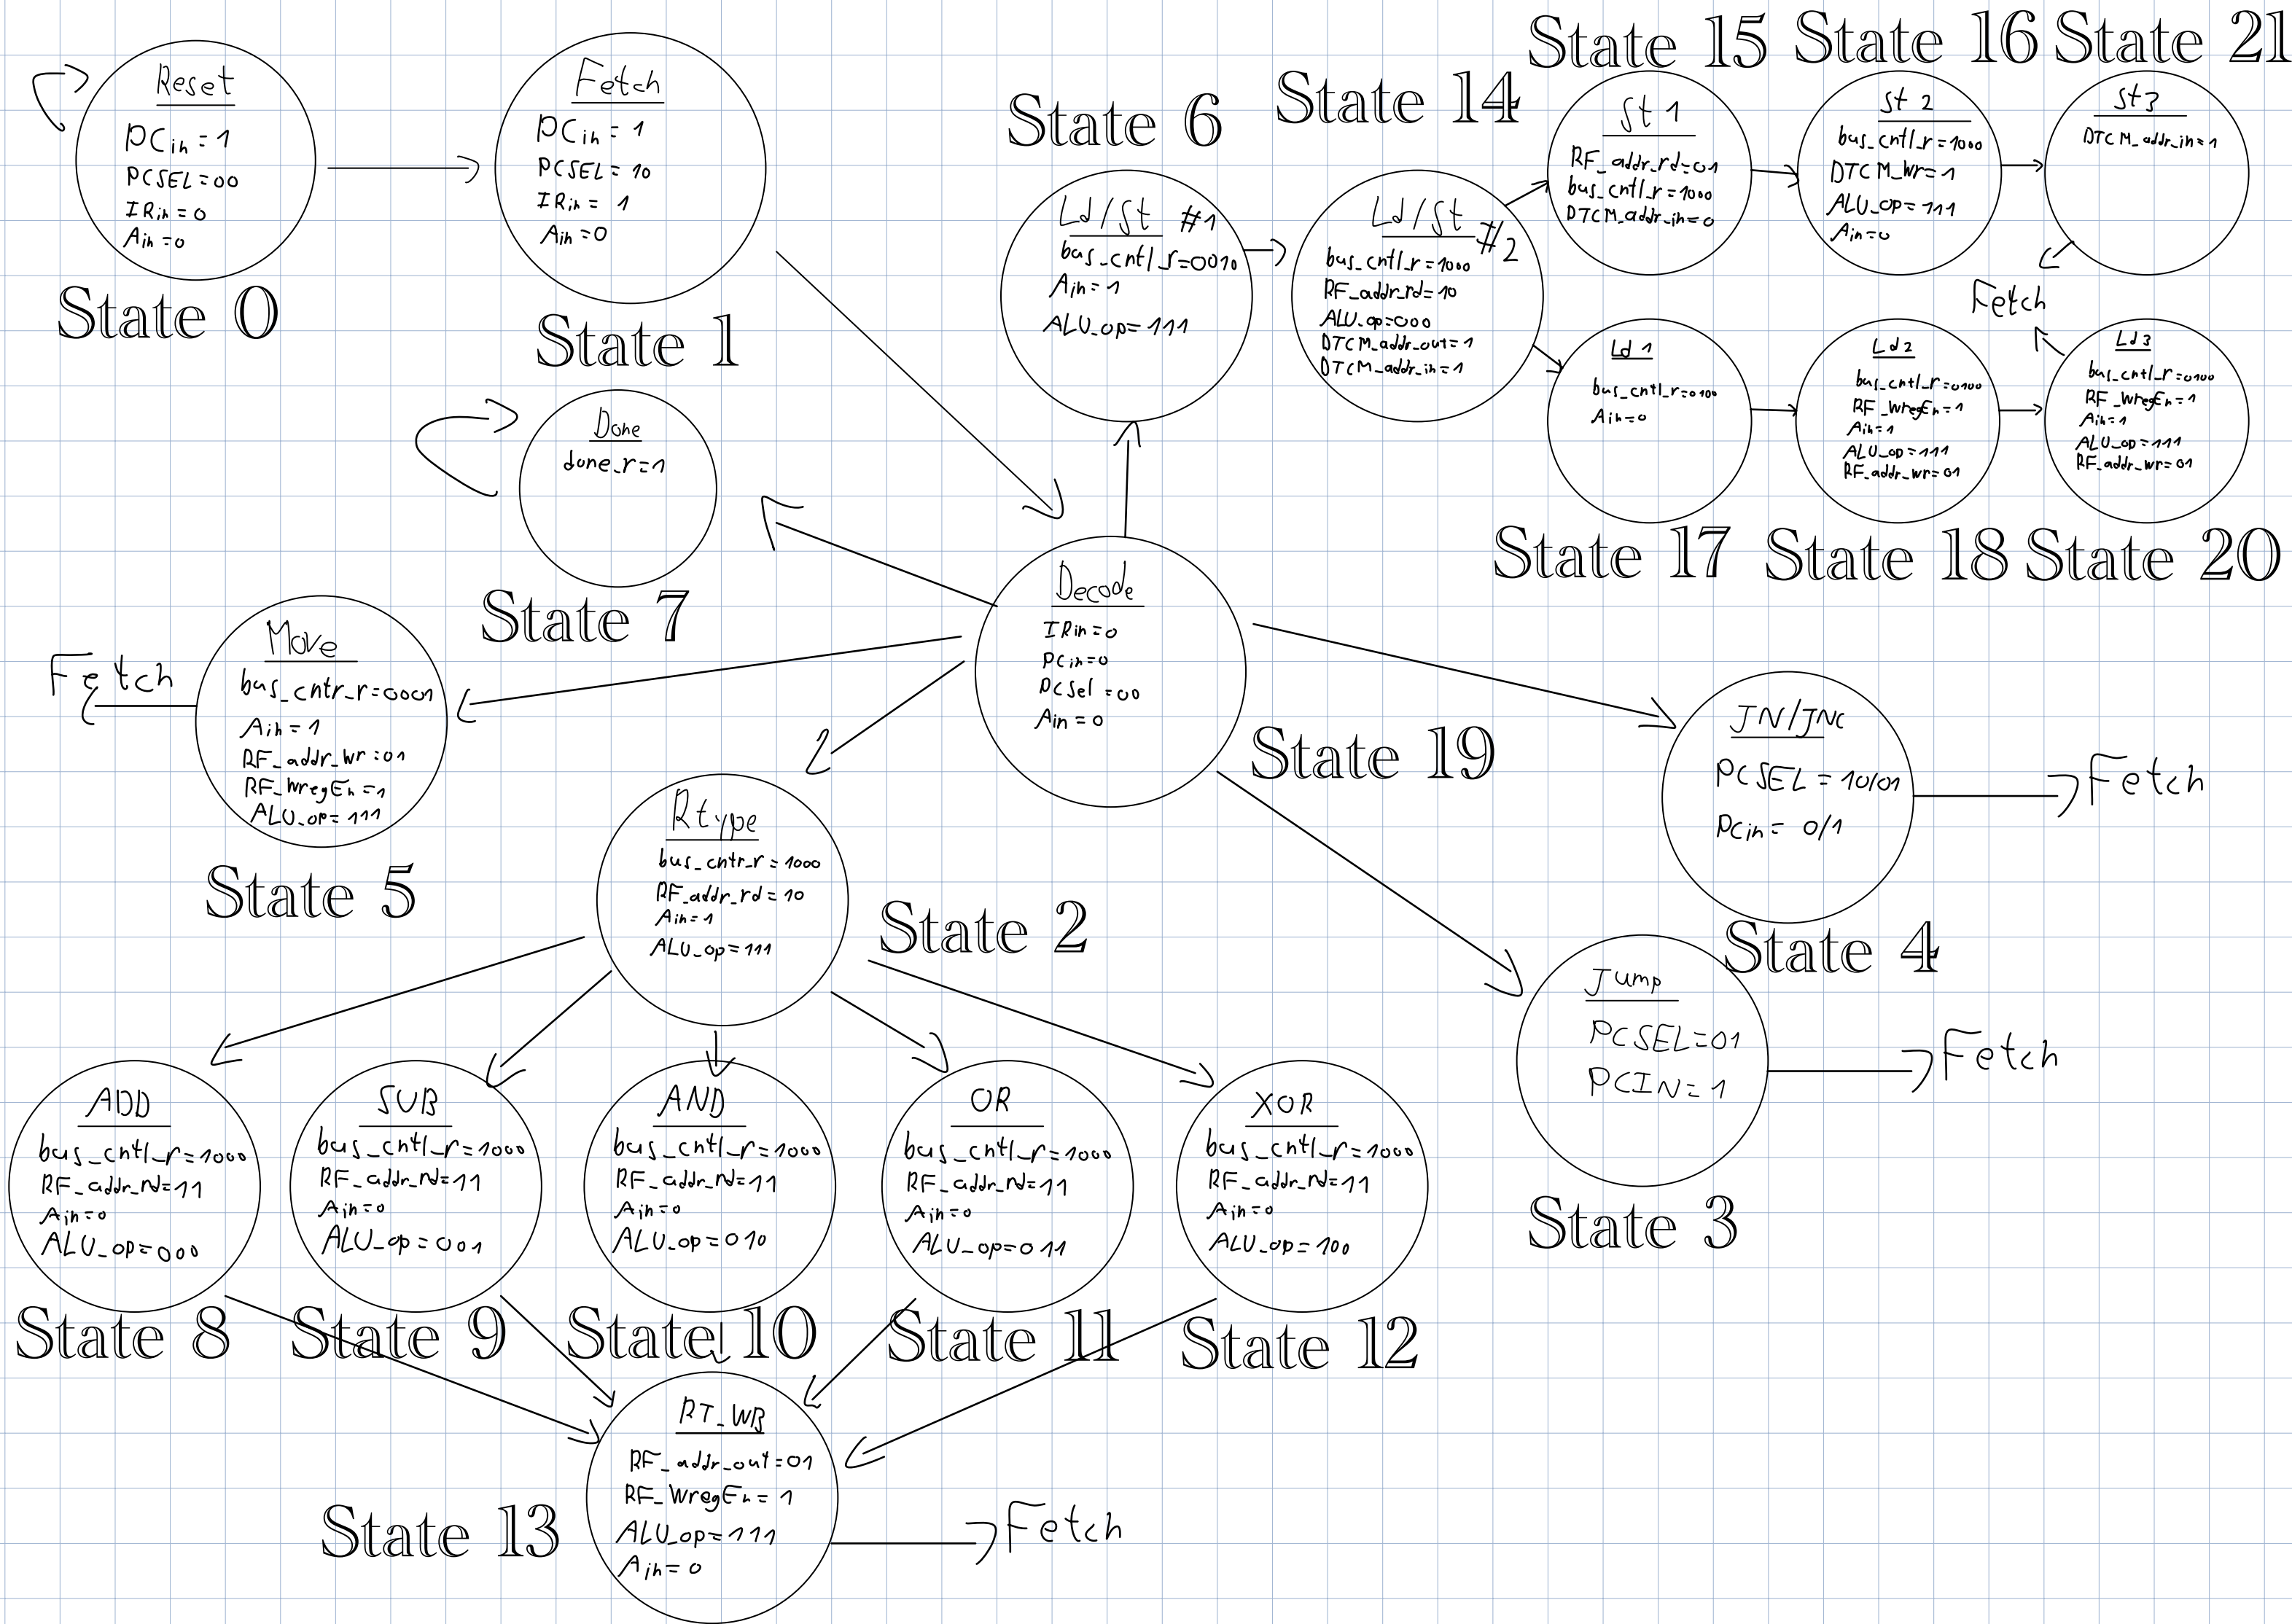 Reset
PCin = 1
PCSEL = 00
IRin = 0
Ain = 0
State 0
Fetch
PCin = 1
PCSEL = 10
IRin = 1
Ain = 0
State 1
State 6
Ld/St #1
bus_cntl_r=0010
Ain = 1
ALU_op = 111
State 14
Ld/St #2
bus_cntl_r=1000
RF_addr_rd=10
ALU_op=000
DTCM_addr_out=1
DTCM_addr_in=1
State 15
St 1
RF_addr_rd=01
bus_cntl_r=1000
DTCM_addr_in=0
State 16
St 2
bus_cntl_r=1000
DTCM_wr=1
ALU_op=111
Ain=0
State 21
St3
DTCM_addr_in=1
Fetch
Ld 1
bus_cntl_r=0100
Ain=0
State 17
Ld2
bus_cntl_r=0100
RF_WregEn=1
Ain=1
ALU_op=111
RF_addr_wr=01
State 18
Ld3
bus_cntl_r=0100
RF_WregEn=1
Ain=1
ALU_op=111
RF_addr_wr=01
State 20
Done
done_r=1
State 7
Decode
IRin=0
PCin=0
PCSel=00
Ain=0
State 19
Move
bus_cntr_r=0001
Ain=1
RF_addr_wr=01
RF_WregEn=1
ALU_op=111
Fetch
State 5
Rtype
bus_cntr_r=1000
RF_addr_rd=10
Ain=1
ALU_op=111
State 2
JN/JNC
PCSEL = 10/01
PCin = 0/1
Fetch
State 4
Jump
PCSEL=01
PCIN=1
Fetch
State 3
ADD
bus_cntl_r=1000
RF_addr_rd=11
Ain=0
ALU_op=000
State 8
SUB
bus_cntl_r=1000
RF_addr_rd=11
Ain=0
ALU_op=001
State 9
AND
bus_cntl_r=1000
RF_addr_rd=11
Ain=0
ALU_op=010
State 10
OR
bus_cntl_r=1000
RF_addr_rd=11
Ain=0
ALU_op=011
State 11
XOR
bus_cntl_r=1000
RF_addr_rd=11
Ain=0
ALU_op=100
State 12
RT_WB
RF_addr_out=01
RF_WregEn=1
ALU_op=111
Ain=0
Fetch
State 13